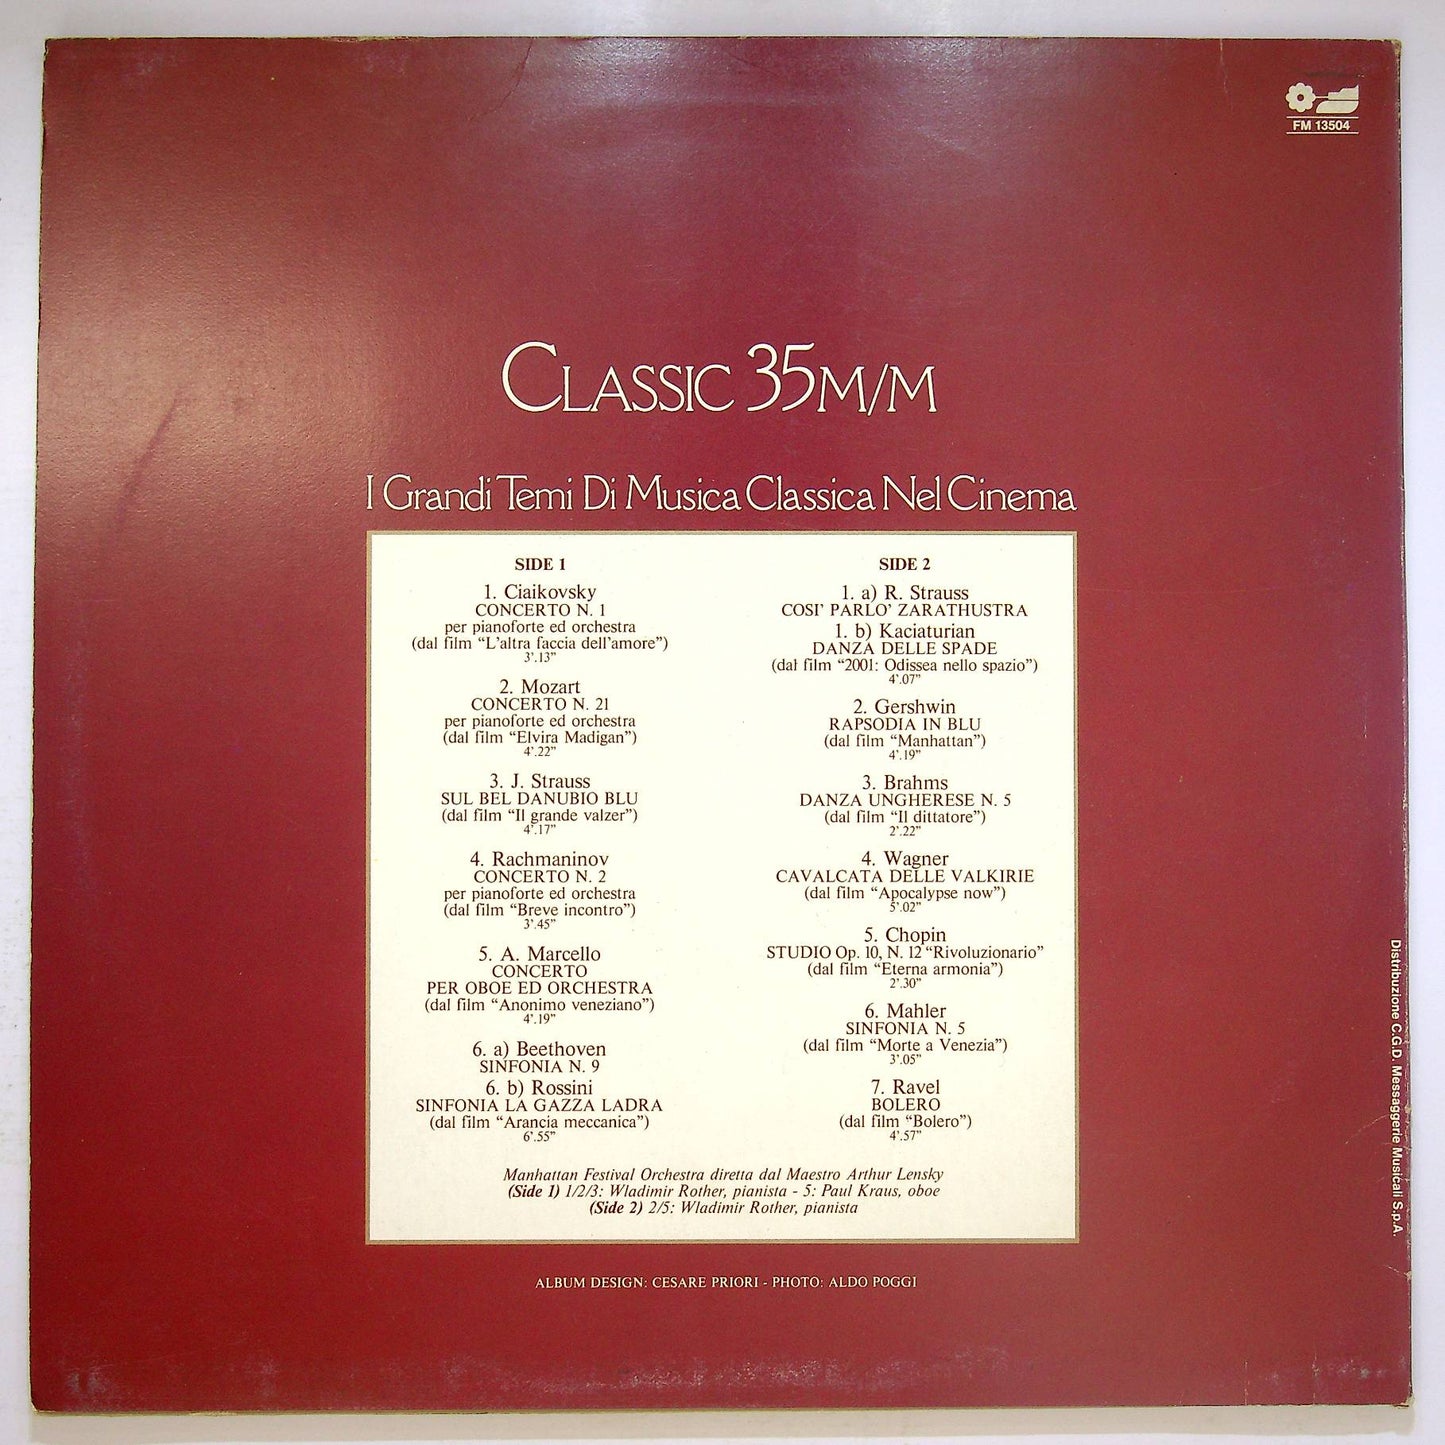 FM 13504
CLASSIC 35M/M
I Grandi Temi Di Musica Classica Nel Cinema
SIDE 1
1. Ciaikovsky
CONCERTO N. 1
per pianoforte ed orchestra
(dal film “L'altra faccia dell'amore”)
3'.13”
2. Mozart
CONCERTO N. 21
per pianoforte ed orchestra
(dal film “Elvira Madigan”)
4'.22”
3. J. Strauss
SUL BEL DANUBIO BLU
(dal film “Il grande valzer”)
4'.17”
4. Rachmaninov
CONCERTO N. 2
per pianoforte ed orchestra
(dal film “Breve incontro”)
3'.45”
5. A. Marcello
CONCERTO
PER OBOE ED ORCHESTRA
(dal film “Anonimo veneziano”)
4'.19”
6. a) Beethoven
SINFONIA N. 9
6. b) Rossini
SINFONIA LA GAZZA LADRA
(dal film “Arancia meccanica”)
6'.55”
SIDE 2
1. a) R. Strauss
COSI' PARLO' ZARATHUSTRA
1. b) Kaciaturian
DANZA DELLE SPADE
(dal film “2001: Odissea nello spazio”)
4'.07”
2. Gershwin
RAPSODIA IN BLU
(dal film “Manhattan”)
4'.19”
3. Brahms
DANZA UNGHERESE N. 5
(dal film “Il dittatore”)
2'.22”
4. Wagner
CAVALCATA DELLE VALKIRIE
(dal film “Apocalypse now”)
5'.02”
5. Chopin
STUDIO Op. 10, N. 12 “Rivoluzionario”
(dal film “Eterna armonia”)
2'.30”
6. Mahler
SINFONIA N. 5
(dal film “Morte a Venezia”)
3'.05”
7. Ravel
BOLERO
(dal film “Bolero”)
4'.57”
Manhattan Festival Orchestra diretta dal Maestro Arthur Lensky
(Side 1) 1/2/3: Wladimir Rother, pianista - 5: Paul Kraus, oboe
(Side 2) 2/5: Wladimir Rother, pianista
ALBUM DESIGN: CESARE PRIORI - PHOTO: ALDO POGGI
Distribuzione C.G.D. Messaggerie Musicali S.p.A.